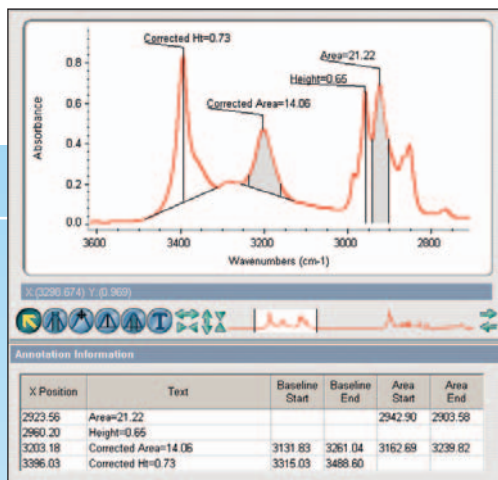 Corrected Ht=0.73
Area=21.22
Height=0.65
Corrected Area=14.06
Absorbance
0.8
0.6
0.4
0.2
0.0
3600 3400 3200 3000 2800
Wavenumbers (cm-1)
X:(3290.674) Y:(0.969)
T
Annotation Information
X Position Text Baseline Start Baseline End Area Start Area End
2923.56 Area=21.22 2942.90 2903.58
2960.20 Height=0.65
3203.18 Corrected Area=14.06 3131.83 3261.04 3162.69 3239.82
3396.03 Corrected Ht=0.73 3315.03 3488.60